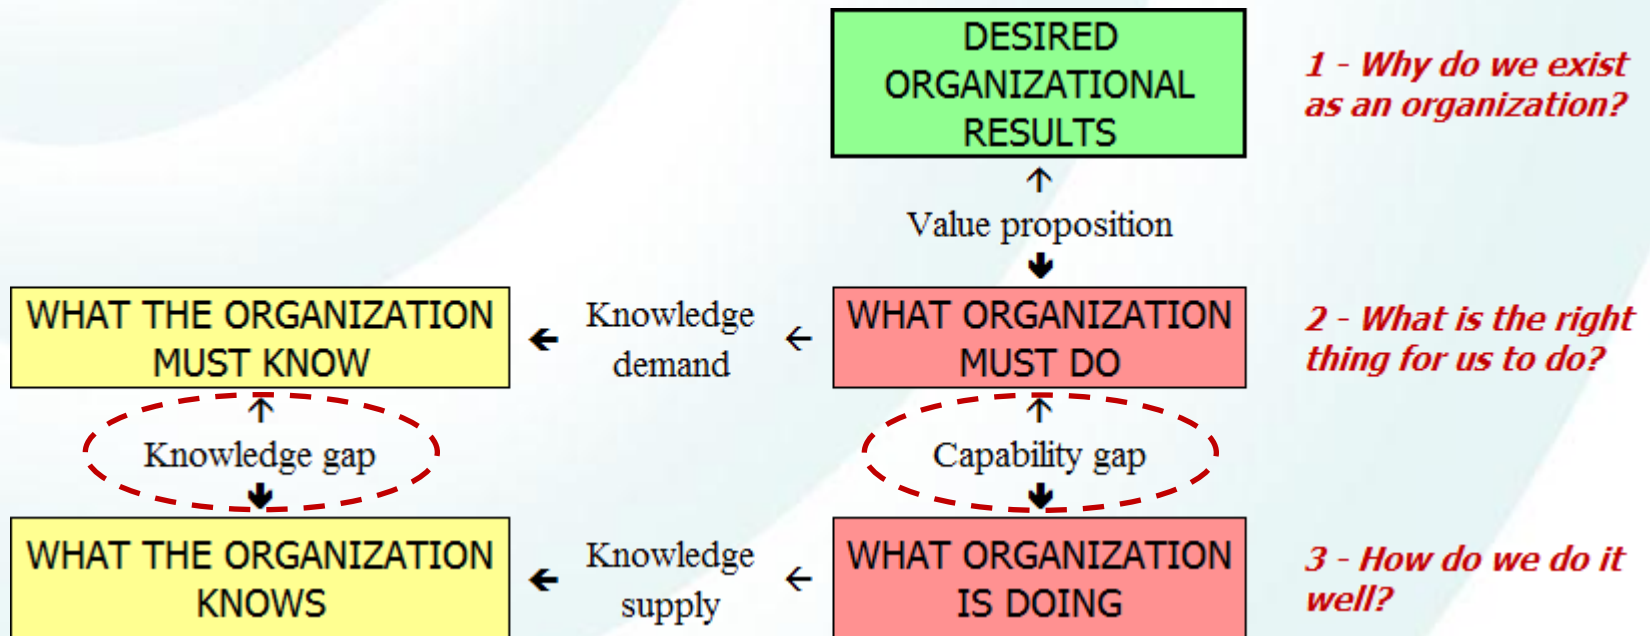 DESIRED
ORGANIZATIONAL
RESULTS
1 - Why do we exist
as an organization?
Value proposition
WHAT THE ORGANIZATION
MUST KNOW
Knowledge
demand
WHAT ORGANIZATION
MUST DO
2 - What is the right
thing for us to do?
Knowledge gap
Capability gap
WHAT THE ORGANIZATION
KNOWS
Knowledge
supply
WHAT ORGANIZATION
IS DOING
3 - How do we do it
well?